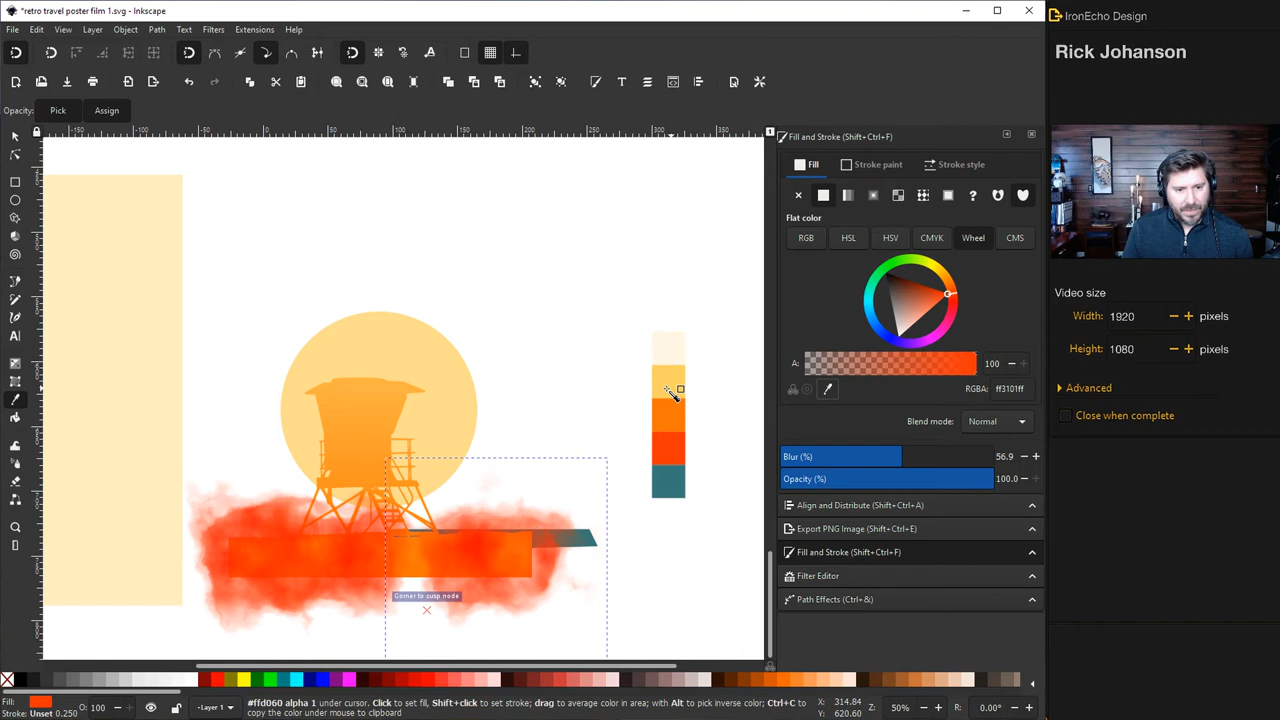 *retro travel poster film 1.svg - Inkscape
IronEcho Design
File Edit View Layer Object Path Text Filters Extensions Help
Rick Johanson
Opacity: Pick Assign
Fill and Stroke (Shift+Ctrl+F)
Fill Stroke paint Stroke style
Flat color
RGB HSL HSV CMYK Wheel CMS
A: 100
RGBA: ff3101ff
Blend mode: Normal
Blur (%) 56.9
Opacity (%) 100.0
Align and Distribute (Shift+Ctrl+A)
Export PNG Image (Shift+Ctrl+E)
Fill and Stroke (Shift+Ctrl+F)
Filter Editor
Path Effects (Ctrl+&)
Video size
Width: 1920 pixels
Height: 1080 pixels
Advanced
Close when complete
Corner to cusp node
Fill:
Stroke: Unset 0.250
O: 100
-Layer 1
#ffd060 alpha 1 under cursor. Click to set fill, Shift+click to set stroke; drag to average color in area; with Alt to pick inverse color; Ctrl+C to
copy the color under mouse to clipboard
X: 314.84
Y: 620.60
Z: 50%
R: 0.00°